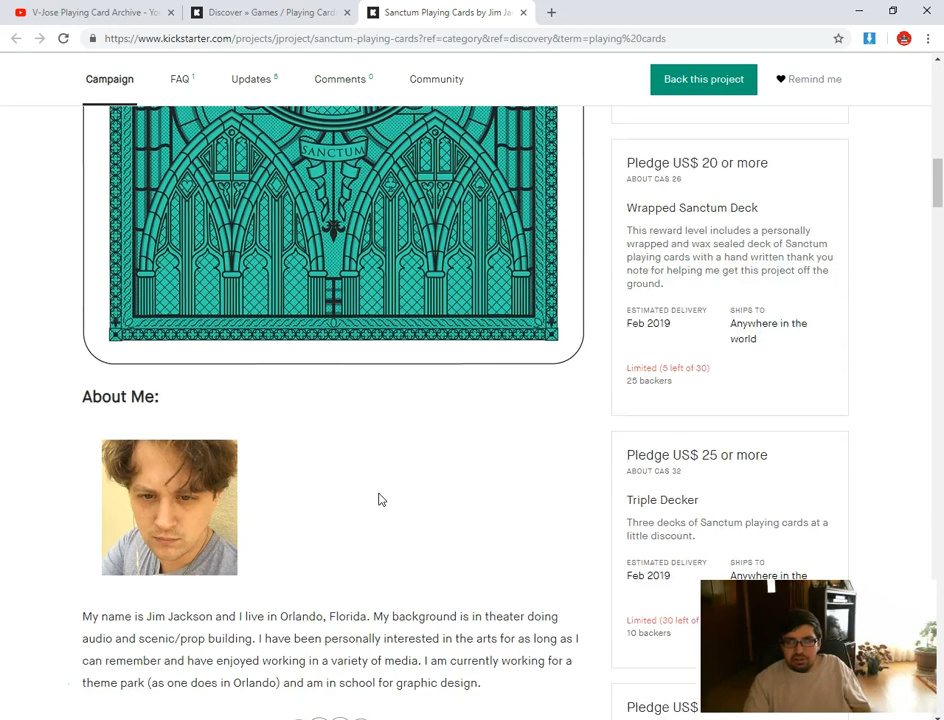 V-Jose Playing Card Archive - Yo
Discover » Games / Playing Card
Sanctum Playing Cards by Jim Ja
https://www.kickstarter.com/projects/jproject/sanctum-playing-cards?ref=category&ref=discovery&term=playing%20cards
Campaign
FAQ 1
Updates 8
Comments 0
Community
Back this project
Remind me
SANCTUM
About Me:
My name is Jim Jackson and I live in Orlando, Florida. My background is in theater doing
audio and scenic/prop building. I have been personally interested in the arts for as long as I
can remember and have enjoyed working in a variety of media. I am currently working for a
theme park (as one does in Orlando) and am in school for graphic design.
Pledge US$ 20 or more
ABOUT CA$ 26
Wrapped Sanctum Deck
This reward level includes a personally
wrapped and wax sealed deck of Sanctum
playing cards with a hand written thank you
note for helping me get this project off the
ground.
ESTIMATED DELIVERY
SHIPS TO
Feb 2019
Anywhere in the
world
Limited (5 left of 30)
25 backers
Pledge US$ 25 or more
ABOUT CA$ 32
Triple Decker
Three decks of Sanctum playing cards at a
little discount.
ESTIMATED DELIVERY
SHIPS TO
Feb 2019
Anywhere in the
Limited (30 left of
10 backers
Pledge US$